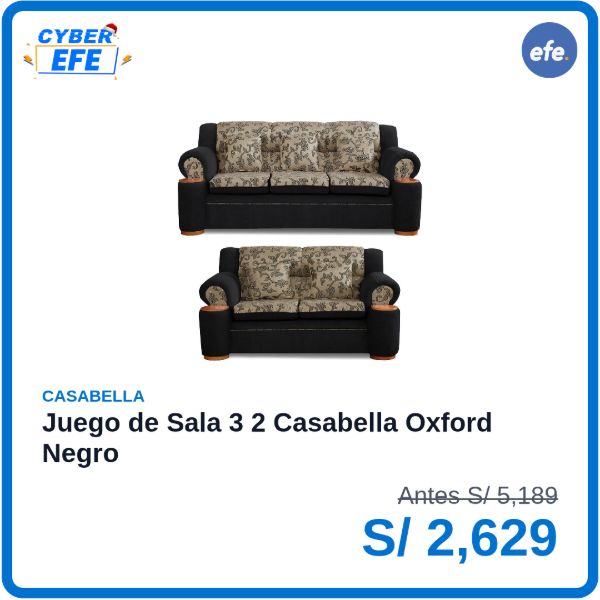 CYBER
EFE
efe.
CASABELLA
Juego de Sala 3 2 Casabella Oxford
Negro
Antes S/ 5,189
S/ 2,629